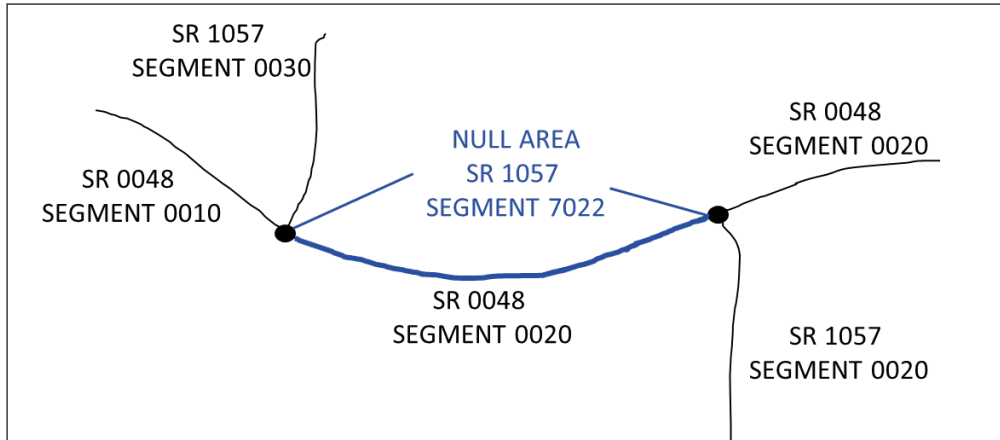 SR 1057
SEGMENT 0030
SR 0048
SEGMENT 0010
NULL AREA
SR 1057
SEGMENT 7022
SR 0048
SEGMENT 0020
SR 0048
SEGMENT 0020
SR 1057
SEGMENT 0020